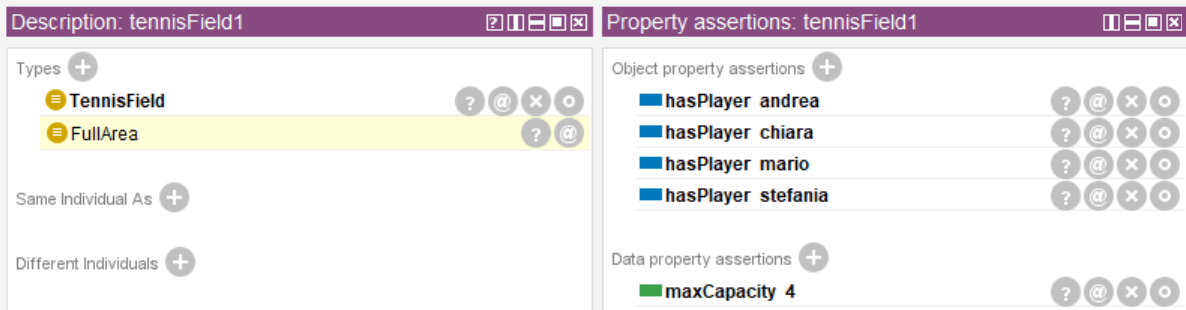 Description: tennisField1
Types
TennisField
FullArea
Same Individual As
Different Individuals
Property assertions: tennisField1
Object property assertions
hasPlayer andrea
hasPlayer chiara
hasPlayer mario
hasPlayer stefania
Data property assertions
maxCapacity 4